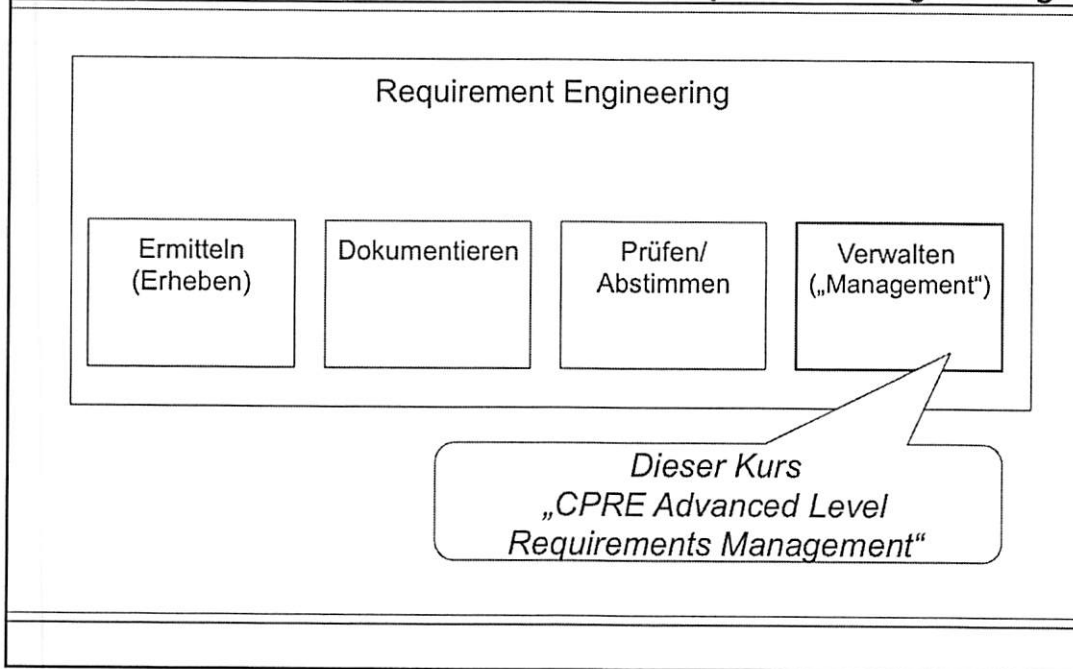 Requirement Engineering
Ermitteln
(Erheben)
Dokumentieren
Prüfen/
Abstimmen
Verwalten
(„Management“)
Dieser Kurs
„CPRE Advanced Level
Requirements Management“